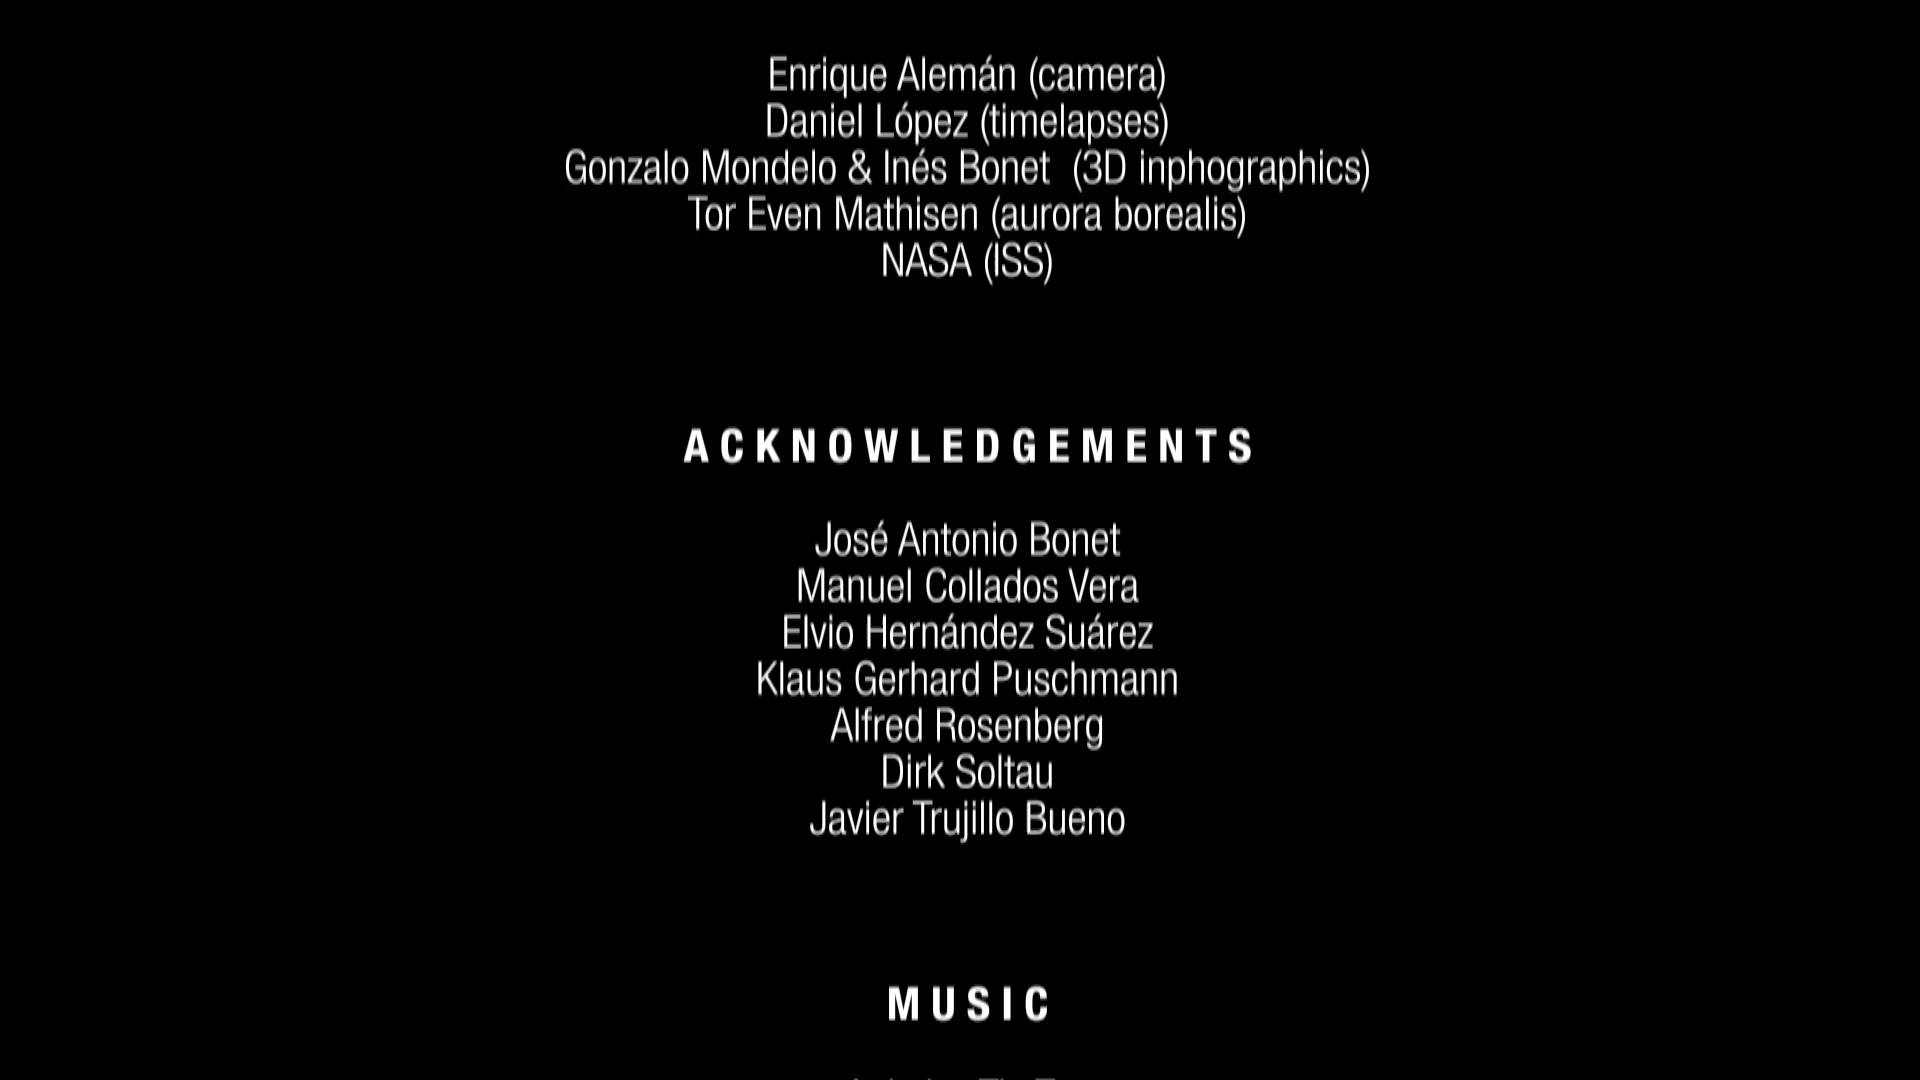 Enrique Alemán (camera)
Daniel López (timelapses)
Gonzalo Mondelo & Inés Bonet (3D inphographics)
Tor Even Mathisen (aurora borealis)
NASA (ISS)
ACKNOWLEDGEMENTS
José Antonio Bonet
Manuel Collados Vera
Elvio Hernández Suárez
Klaus Gerhard Puschmann
Alfred Rosenberg
Dirk Soltau
Javier Trujillo Bueno
MUSIC